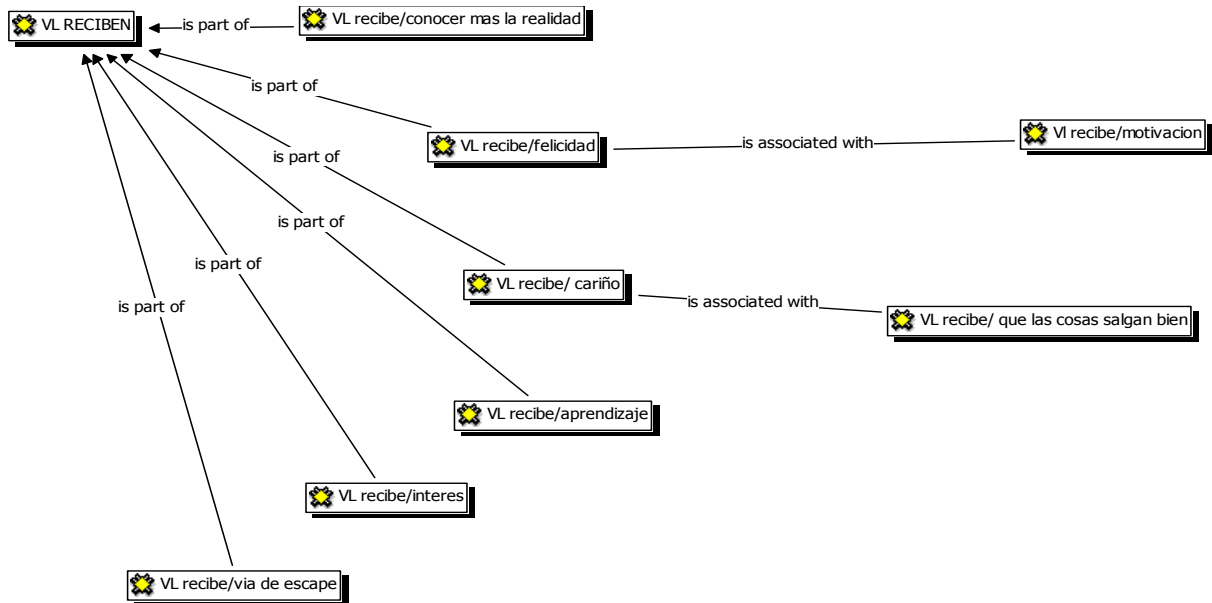 VL RECIBEN
is part of
VL recibe/conocer mas la realidad
is part of
VL recibe/felicidad
is associated with
Vl recibe/motivacion
is part of
VL recibe/ cariño
is associated with
VL recibe/ que las cosas salgan bien
is part of
VL recibe/aprendizaje
is part of
VL recibe/interes
is part of
VL recibe/via de escape